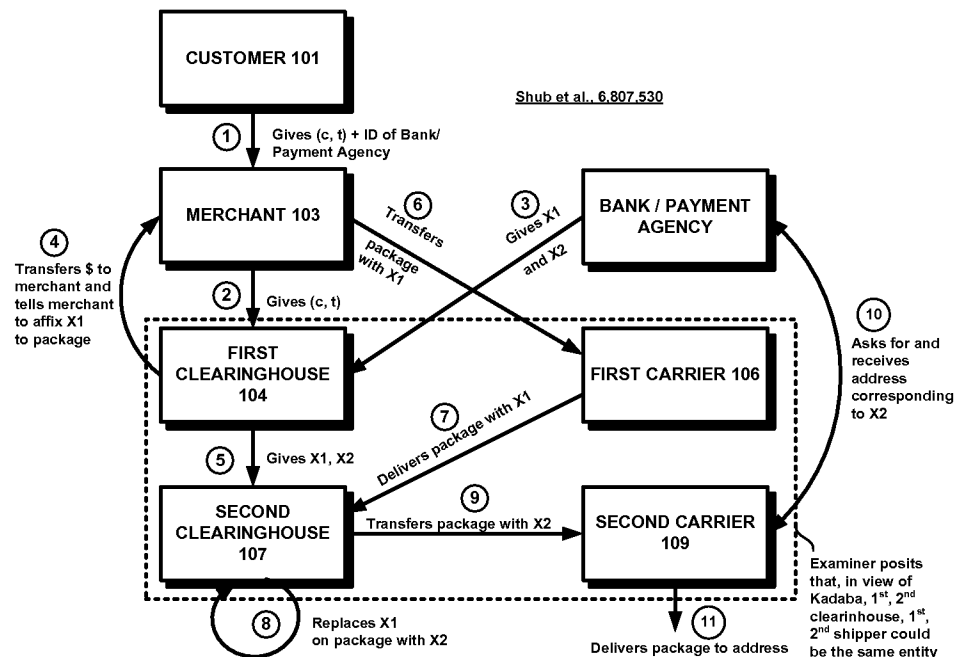 CUSTOMER 101
Shub et al., 6,807,530
1
Gives (c, t) + ID of Bank/
Payment Agency
MERCHANT 103
6
Transfers
package
with X1
3
Gives X1
and X2
BANK / PAYMENT
AGENCY
4
Transfers $ to
merchant and
tells merchant
to affix X1
to package
2
Gives (c, t)
10
Asks for and
receives
address
corresponding
to X2
FIRST
CLEARINGHOUSE
104
FIRST CARRIER 106
7
Delivers package with X1
5
Gives X1, X2
SECOND
CLEARINGHOUSE
107
9
Transfers package with X2
SECOND CARRIER
109
Examiner posits
that, in view of
Kadaba, 1st, 2nd
clearinhouse, 1st,
2nd shipper could
be the same entity
8
Replaces X1
on package with X2
11
Delivers package to address